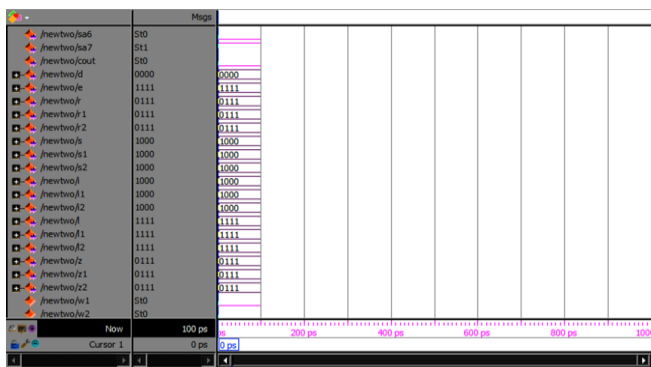 Msgs
/newtwo/sa6 St0
/newtwo/sa7 St1
/newtwo/cout St0
/newtwo/d 0000 0000
/newtwo/e 1111 1111
/newtwo/r 0111 0111
/newtwo/r1 0111 0111
/newtwo/r2 0111 0111
/newtwo/s 1000 1000
/newtwo/s1 1000 1000
/newtwo/s2 1000 1000
/newtwo/i 1000 1000
/newtwo/i1 1000 1000
/newtwo/i2 1000 1000
/newtwo/l 1111 1111
/newtwo/l1 1111 1111
/newtwo/l2 1111 1111
/newtwo/z 0111 0111
/newtwo/z1 0111 0111
/newtwo/z2 0111 0111
/newtwo/w1 St0
/newtwo/w2 St0
Now 100 ps 200 ps 400 ps 600 ps 800 ps 1000
Cursor 1 0 ps 0 ps